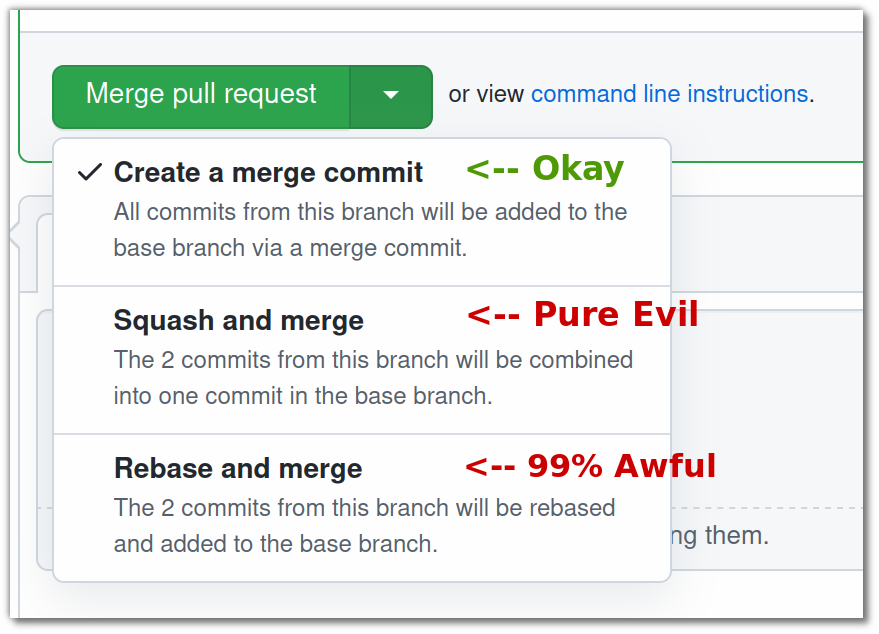 Merge pull request or view command line instructions.
Create a merge commit <-- Okay
All commits from this branch will be added to the
base branch via a merge commit.
Squash and merge <-- Pure Evil
The 2 commits from this branch will be combined
into one commit in the base branch.
Rebase and merge <-- 99% Awful
The 2 commits from this branch will be rebased
ng them.
and added to the base branch.